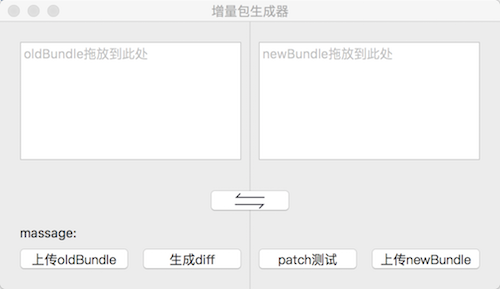 增量包生成器
oldBundle拖放到此处
newBundle拖放到此处
massage:
上传oldBundle
生成diff
patch测试
上传newBundle